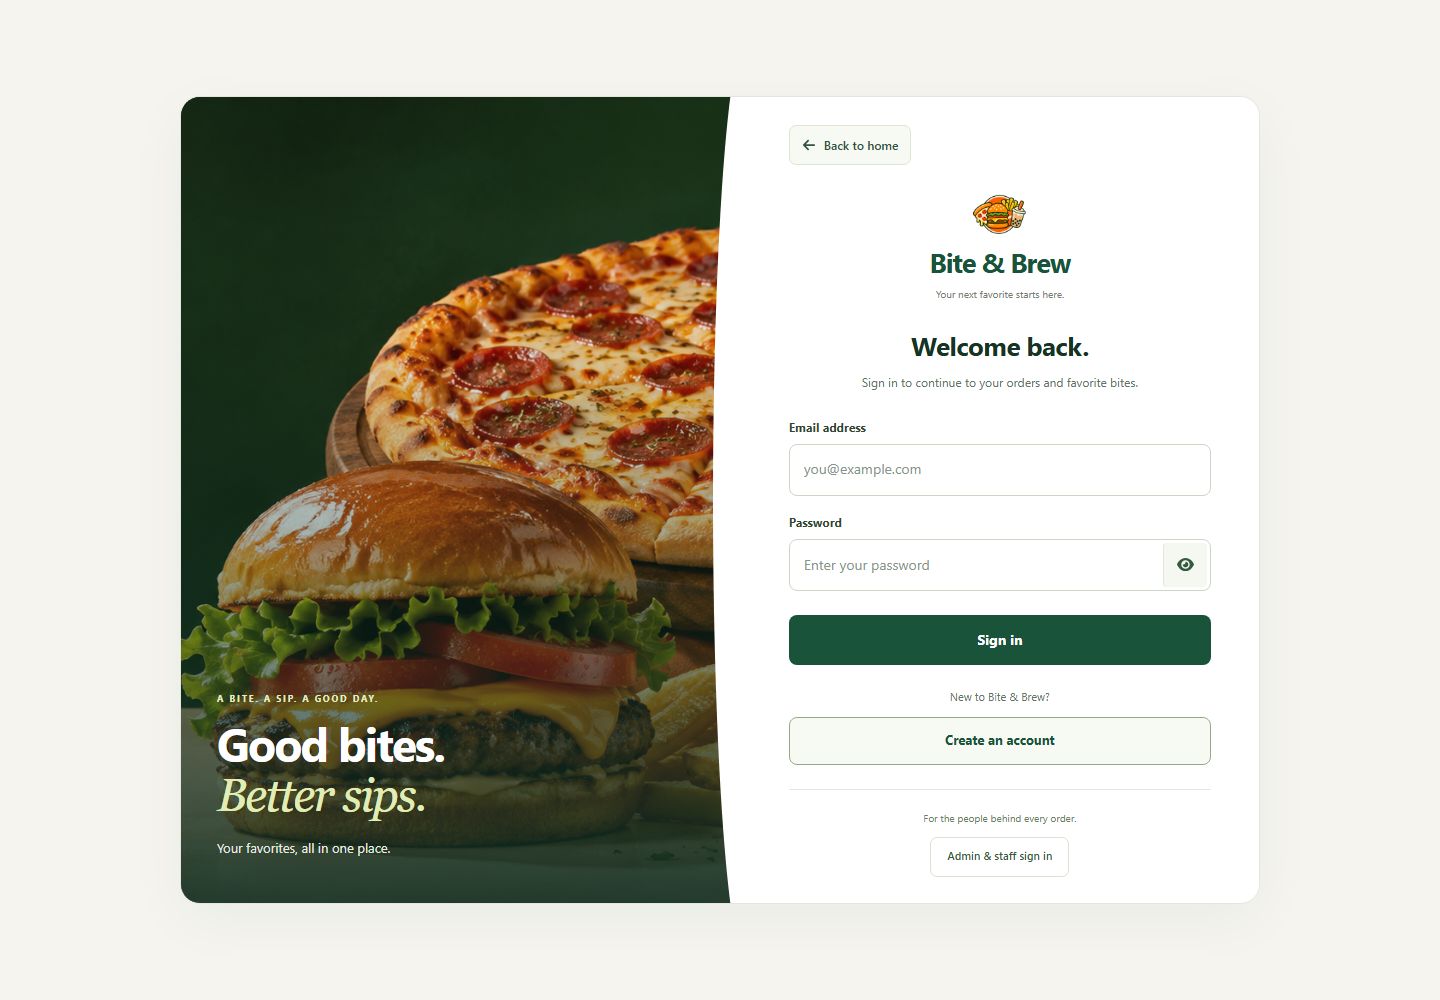 A BITE. A SIP. A GOOD DAY.
Good bites.
Better sips.
Your favorites, all in one place.
Back to home
Bite & Brew
Your next favorite starts here.
Welcome back.
Sign in to continue to your orders and favorite bites.
Email address
you@example.com
Password
Enter your password
Sign in
New to Bite & Brew?
Create an account
For the people behind every order.
Admin & staff sign in